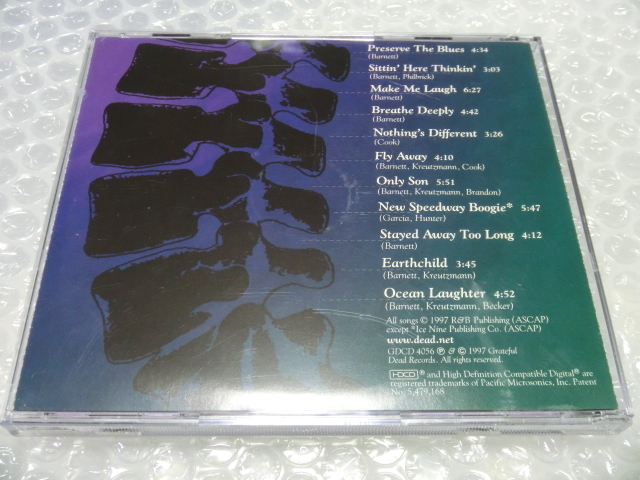 Preserve The Blues 4:34
(Barnett)
Sittin' Here Thinkin' 3:03
(Barnett, Philbrick)
Make Me Laugh 6:27
(Barnett)
Breathe Deeply 4:42
(Barnett)
Nothing's Different 3:26
(Cook)
Fly Away 4:10
(Barnett, Kreutzmann, Cook)
Only Son 5:51
(Barnett, Kreutzmann, Brandon)
New Speedway Boogie* 5:47
(Garcia, Hunter)
Stayed Away Too Long 4:12
(Barnett)
Earthchild 3:45
(Barnett, Kreutzmann)
Ocean Laughter 4:52
(Barnett, Kreutzmann, Becker)
All songs © 1997 R&B Publishing (ASCAP)
except *Ice Nine Publishing Co. (ASCAP)
www.dead.net
GDCD 4056 ℗ & © 1997 Grateful
Dead Records. All rights reserved.
HDCD ® and High Definition Compatible Digital® are
registered trademarks of Pacific Microsonics, Inc. Patent
No. 5,479,168